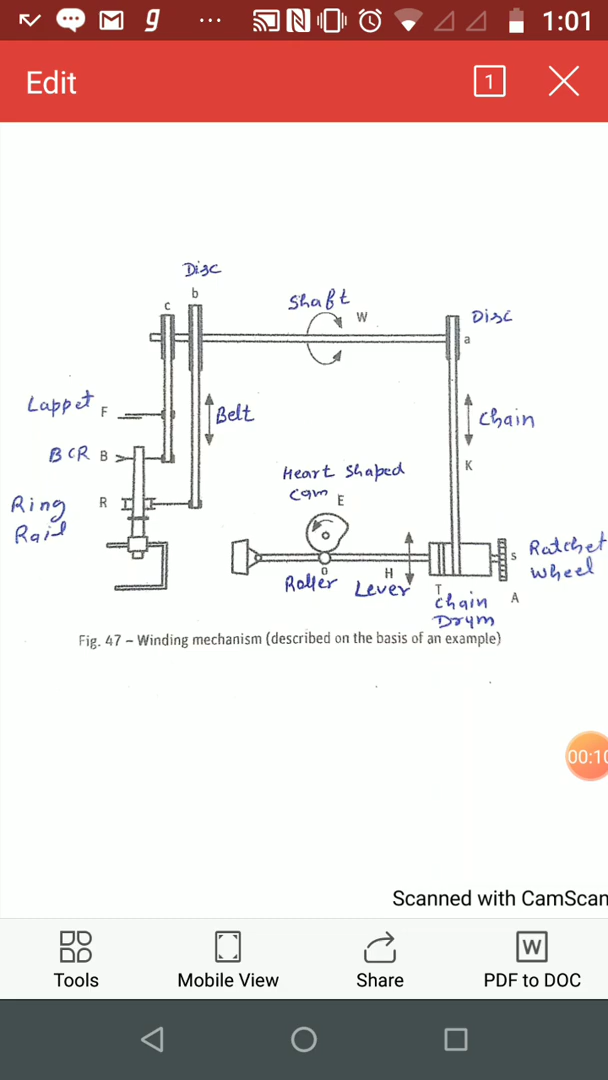 1:01
Edit
1
Disc
b
c
Shaft
W
Disc
a
Lappet F
Belt
Chain
BCR B
K
Heart Shaped
Cam E
Ring
Rail
R
S
Ratchet
Wheel
O
Roller
H
Lever
T
Chain
Drym
A
Fig. 47 – Winding mechanism (described on the basis of an example)
00:10
Scanned with CamScan
Tools
Mobile View
Share
W
PDF to DOC